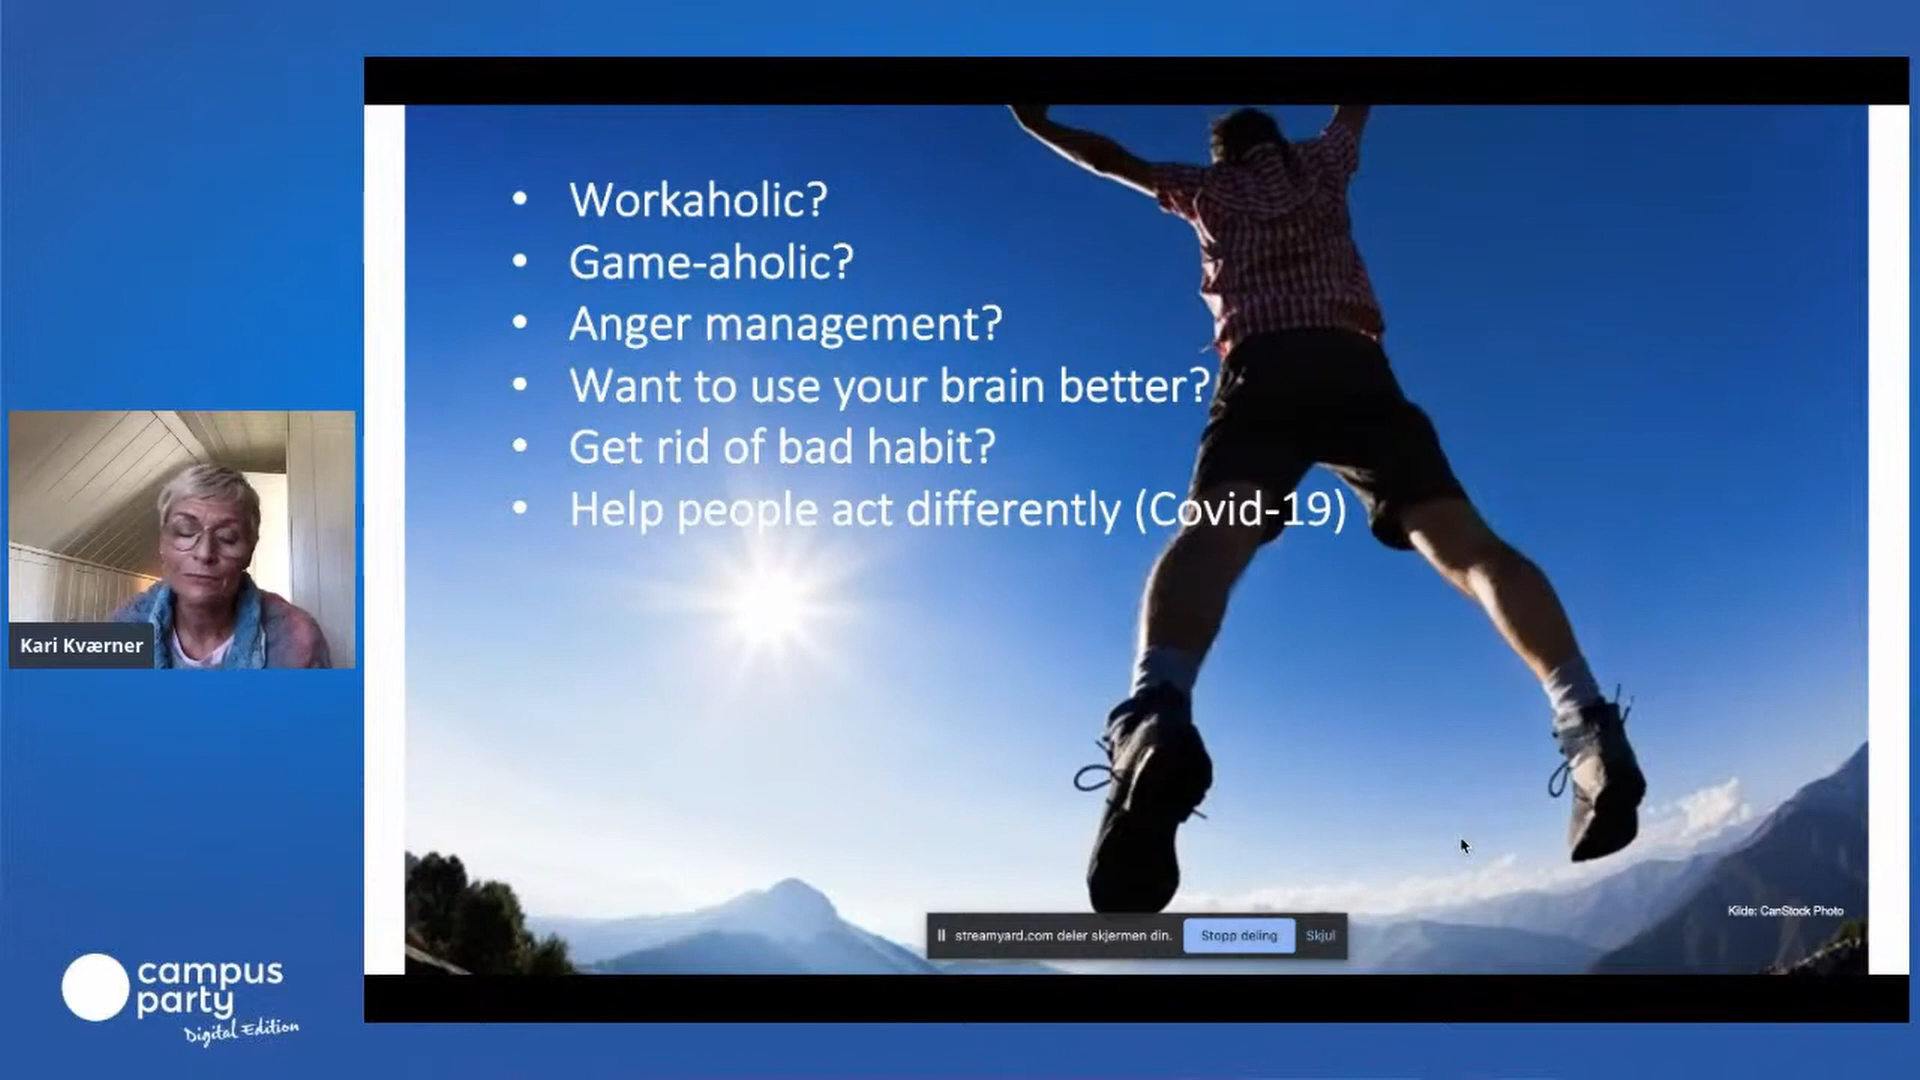 • Workaholic?
• Game-aholic?
• Anger management?
• Want to use your brain better?
• Get rid of bad habit?
• Help people act differently (Covid-19)
Kari Kværner
Kilde: CanStock Photo
streamyard.com deler skjermen din. Stopp deling Skjul
campus
party
Digital Edition